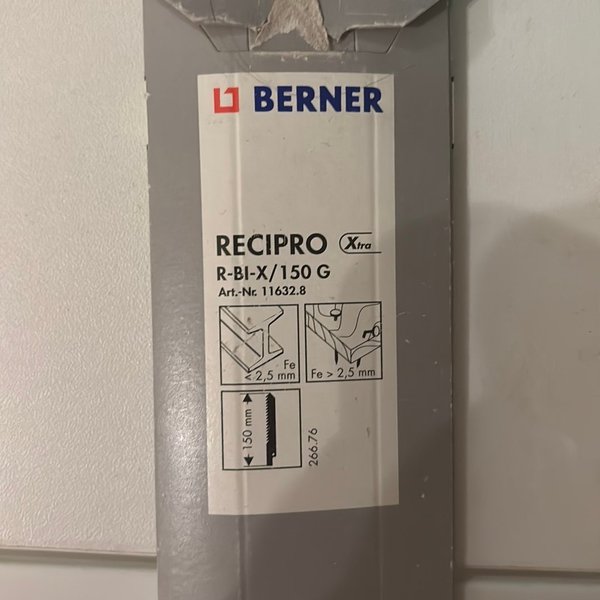 BERNER
RECIPRO Xtra
R-BI-X/150 G
Art.-Nr. 11632.8
Fe
< 2,5 mm
Fe > 2,5 mm
150 mm
266.76